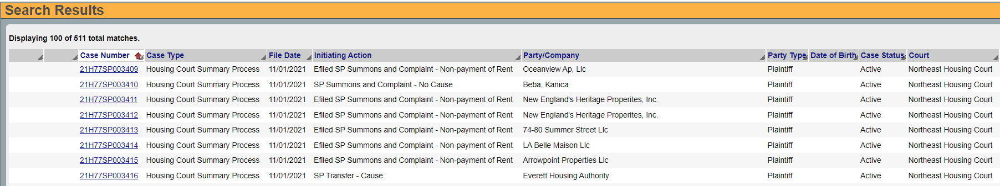 Search Results
Displaying 100 of 511 total matches.
Case Number Case Type File Date Initiating Action Party/Company Party Type Date of Birth Case Status Court
21H77SP003409 Housing Court Summary Process 11/01/2021 Efiled SP Summons and Complaint - Non-payment of Rent Oceanview Ap, Llc Plaintiff Active Northeast Housing Court
21H77SP003410 Housing Court Summary Process 11/01/2021 SP Summons and Complaint - No Cause Beba, Kanica Plaintiff Active Northeast Housing Court
21H77SP003411 Housing Court Summary Process 11/01/2021 Efiled SP Summons and Complaint - Non-payment of Rent New England's Heritage Properites, Inc. Plaintiff Active Northeast Housing Court
21H77SP003412 Housing Court Summary Process 11/01/2021 Efiled SP Summons and Complaint - Non-payment of Rent New England's Heritage Properites, Inc. Plaintiff Active Northeast Housing Court
21H77SP003413 Housing Court Summary Process 11/01/2021 Efiled SP Summons and Complaint - Non-payment of Rent 74-80 Summer Street Llc Plaintiff Active Northeast Housing Court
21H77SP003414 Housing Court Summary Process 11/01/2021 Efiled SP Summons and Complaint - Non-payment of Rent LA Belle Maison Llc Plaintiff Active Northeast Housing Court
21H77SP003415 Housing Court Summary Process 11/01/2021 Efiled SP Summons and Complaint - Non-payment of Rent Arrowpoint Properties Llc Plaintiff Active Northeast Housing Court
21H77SP003416 Housing Court Summary Process 11/01/2021 SP Transfer - Cause Everett Housing Authority Plaintiff Active Northeast Housing Court